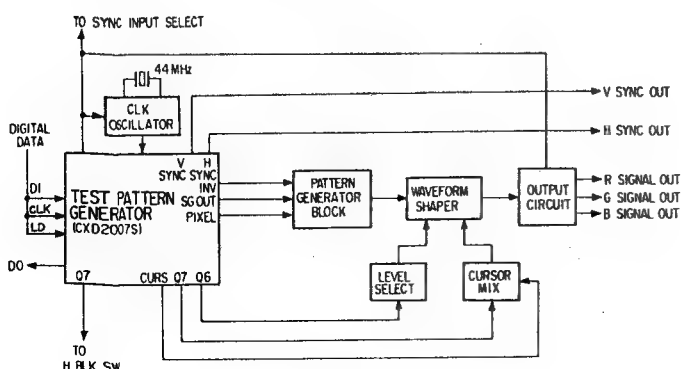 TO SYNC INPUT SELECT
44 MHz
CLK
OSCILLATOR
V SYNC OUT
H SYNC OUT
DIGITAL
DATA
DI
CLK
LD
DO
TEST PATTERN
GENERATOR
(CXD2007S)
V H
SYNC SYNC
INV
SG OUT
PIXEL
Q7 CURS Q7 Q6
PATTERN
GENERATOR
BLOCK
WAVEFORM
SHAPER
OUTPUT
CIRCUIT
R SIGNAL OUT
G SIGNAL OUT
B SIGNAL OUT
LEVEL
SELECT
CURSOR
MIX
TO
H BLK SW